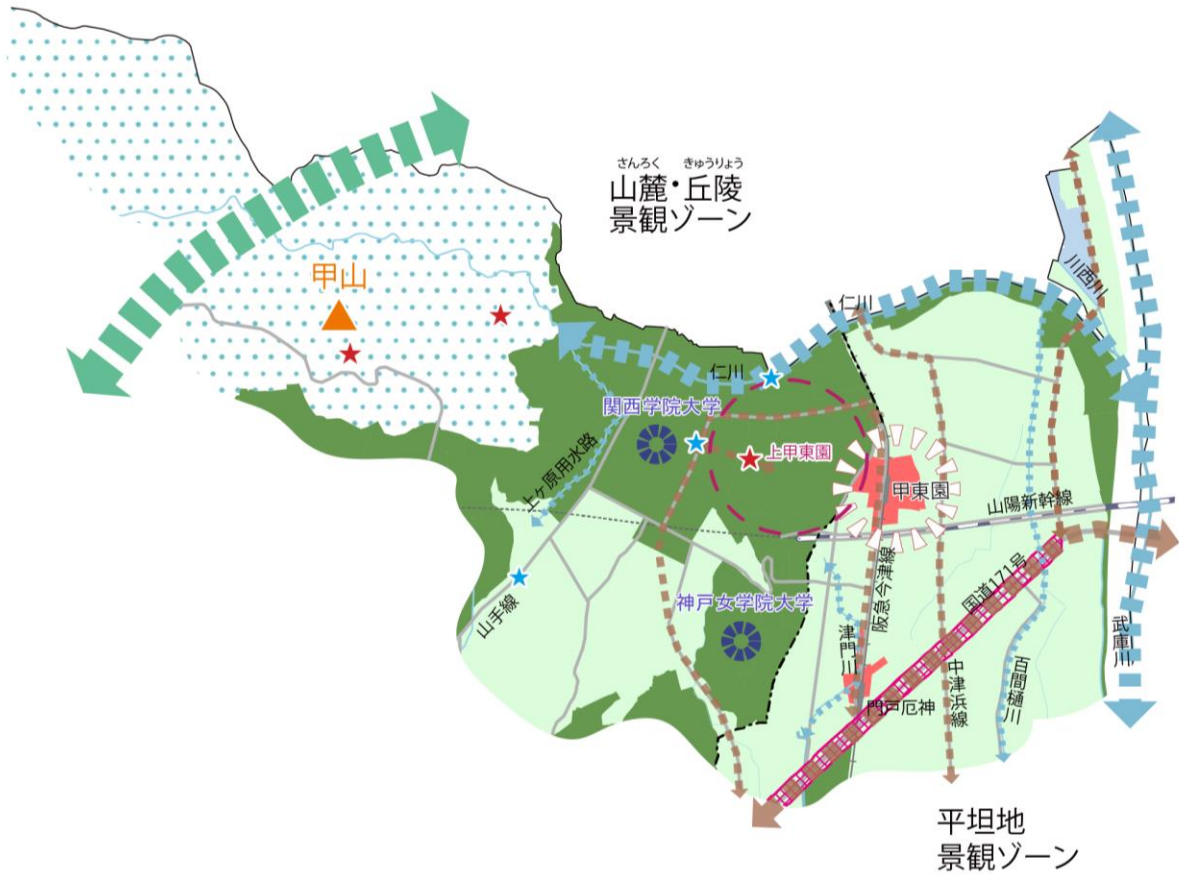 さんろく きゅうりょう
山麓・丘陵
景観ゾーン
甲山
川西川
仁川
仁川
関西学院大学
上甲東園
上ヶ原用水路
甲東園
山陽新幹線
国道171号
阪急今津線
山手線
神戸女学院大学
津門川
武庫川
中津浜線
百間樋川
門戸厄神
平坦地
景観ゾーン